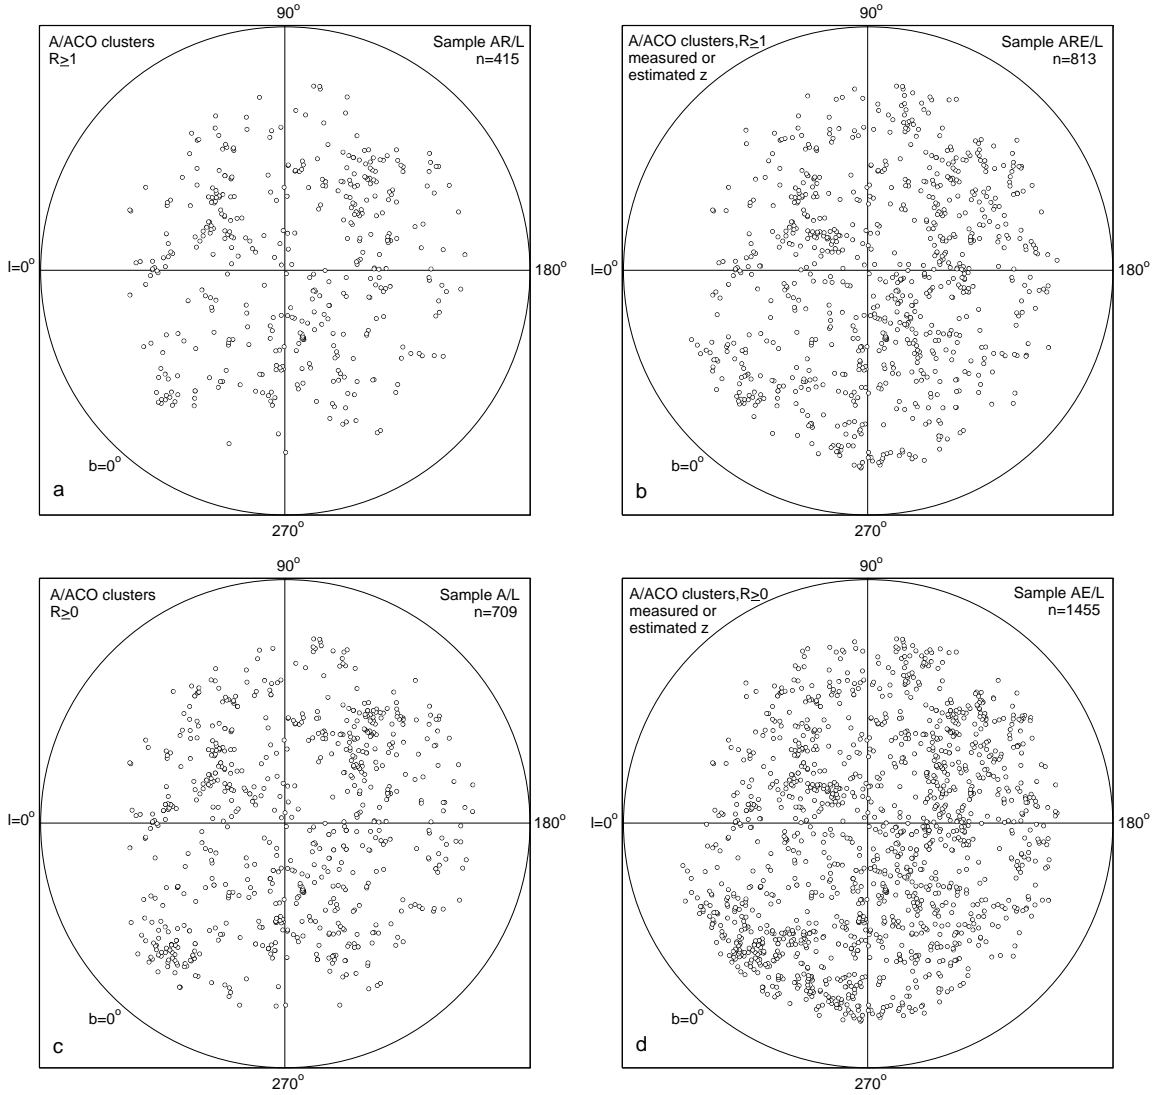 90°
A/ACO clusters
R≥1
Sample AR/L
n=415
l=0°
180°
b=0°
a
270°
90°
A/ACO clusters,R≥1
measured or
estimated z
Sample ARE/L
n=813
l=0°
180°
b=0°
b
270°
90°
A/ACO clusters
R≥0
Sample A/L
n=709
l=0°
180°
b=0°
c
270°
90°
A/ACO clusters,R≥0
measured or
estimated z
Sample AE/L
n=1455
l=0°
180°
b=0°
d
270°